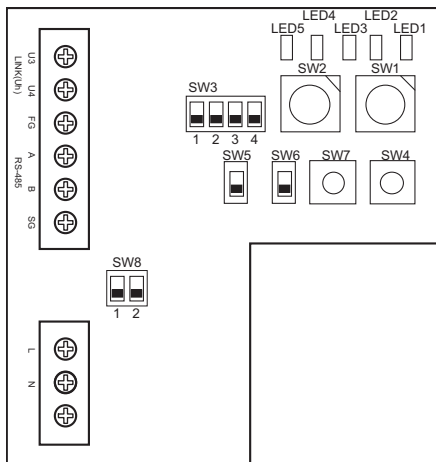 LED4 LED2
LED5 LED3 LED1
SW2 SW1
SW3
1 2 3 4
SW5 SW6 SW7 SW4
SW8
1 2
LINK(Uh)
U3
U4
FG
RS-485
A
B
SG
L
N